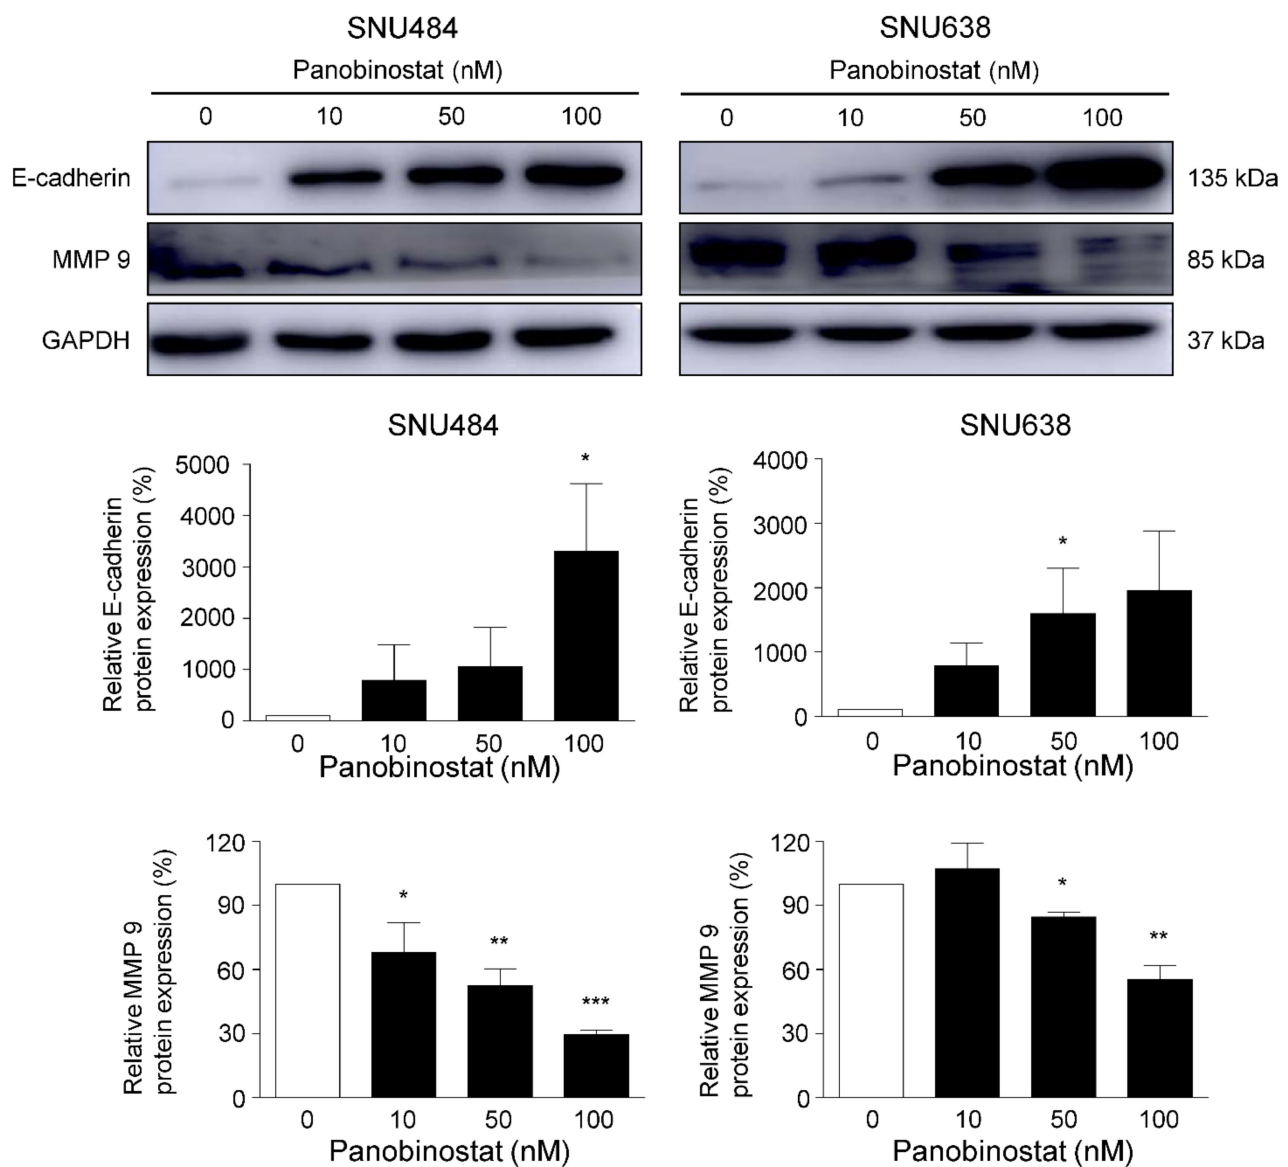 SNU484
SNU638
Panobinostat (nM)
Panobinostat (nM)
0 10 50 100
0 10 50 100
E-cadherin
135 kDa
MMP 9
85 kDa
GAPDH
37 kDa
SNU484
Relative E-cadherin
protein expression (%)
5000
4000
3000
2000
1000
0
*
0 10 50 100
Panobinostat (nM)
SNU638
Relative E-cadherin
protein expression (%)
4000
3000
2000
1000
0
*
0 10 50 100
Panobinostat (nM)
Relative MMP 9
protein expression (%)
120
90
60
30
0
*
**
***
0 10 50 100
Panobinostat (nM)
Relative MMP 9
protein expression (%)
120
90
60
30
0
*
**
0 10 50 100
Panobinostat (nM)